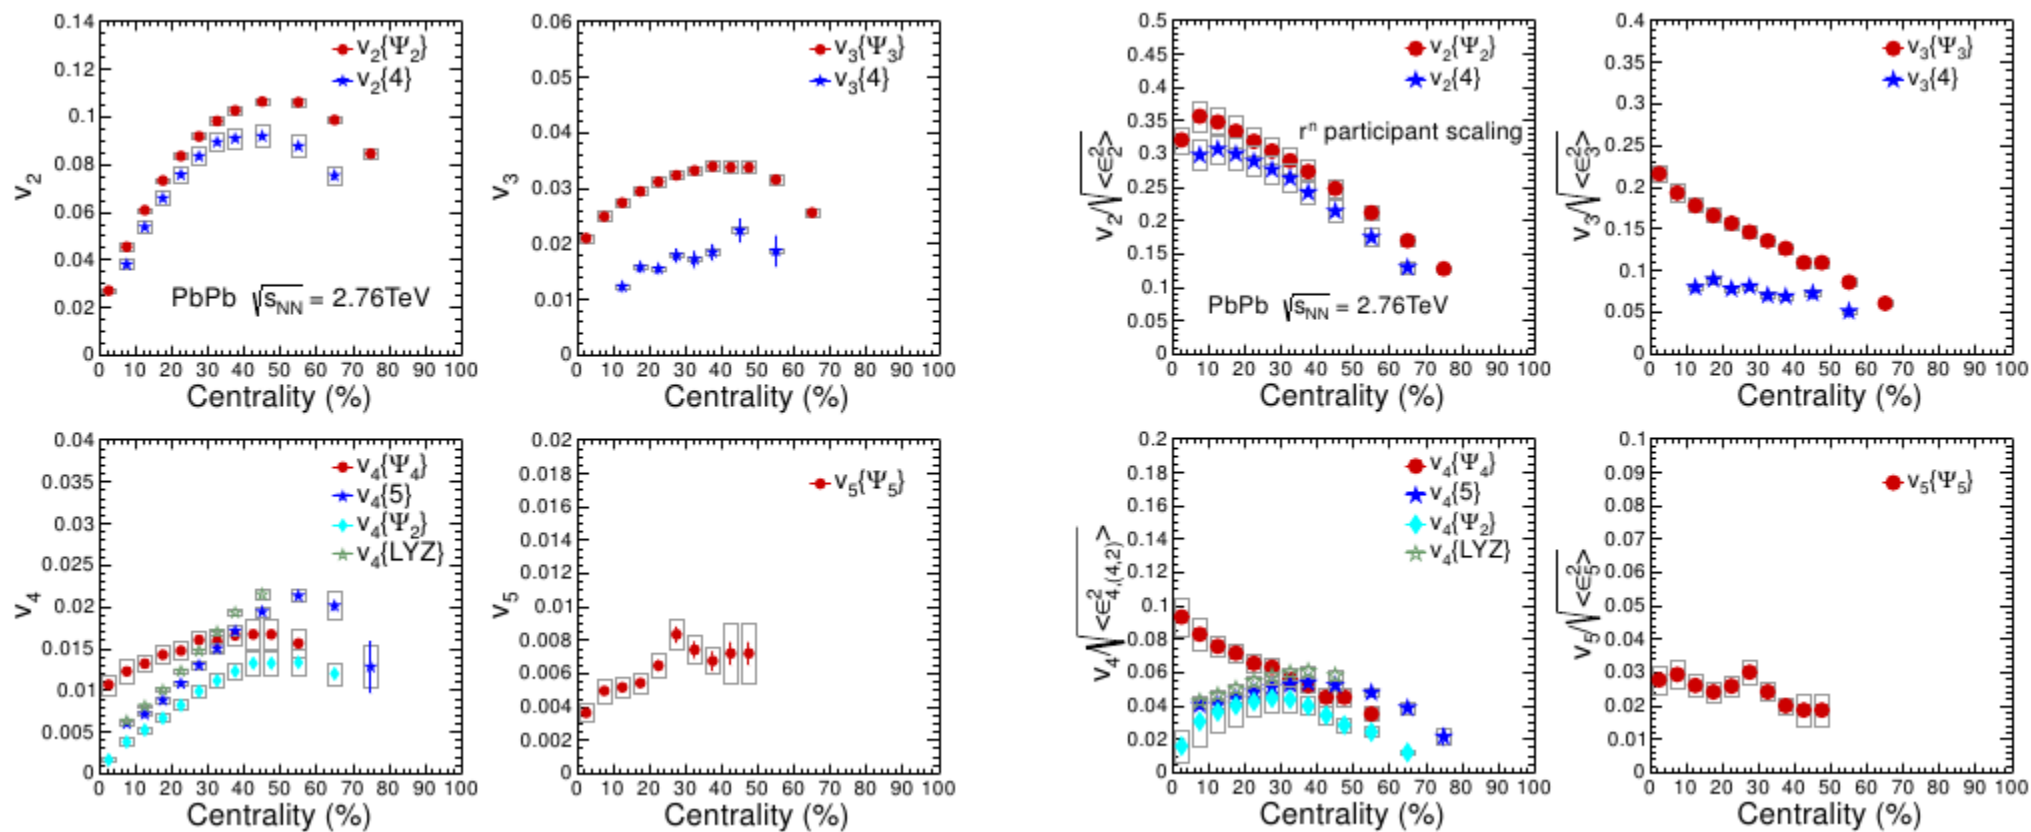 v₂
0.14
0.12
0.1
0.08
0.06
0.04
0.02
0
v₂{Ψ₂}
v₂{4}
PbPb √s_NN = 2.76TeV
0 10 20 30 40 50 60 70 80 90 100
Centrality (%)
v₃
0.06
0.05
0.04
0.03
0.02
0.01
0
v₃{Ψ₃}
v₃{4}
0 10 20 30 40 50 60 70 80 90 100
Centrality (%)
v₂/√<ϵ₂²>
0.5
0.45
0.4
0.35
0.3
0.25
0.2
0.15
0.1
0.05
0
v₂{Ψ₂}
v₂{4}
rⁿ participant scaling
PbPb √s_NN = 2.76TeV
0 10 20 30 40 50 60 70 80 90 100
Centrality (%)
v₃/√<ϵ₃²>
0.4
0.35
0.3
0.25
0.2
0.15
0.1
0.05
0
v₃{Ψ₃}
v₃{4}
0 10 20 30 40 50 60 70 80 90 100
Centrality (%)
v₄
0.04
0.035
0.03
0.025
0.02
0.015
0.01
0.005
0
v₄{Ψ₄}
v₄{5}
v₄{Ψ₂}
v₄{LYZ}
0 10 20 30 40 50 60 70 80 90 100
Centrality (%)
v₅
0.02
0.018
0.016
0.014
0.012
0.01
0.008
0.006
0.004
0.002
0
v₅{Ψ₅}
0 10 20 30 40 50 60 70 80 90 100
Centrality (%)
v₄/√<ϵ²₄,(4,2)>
0.2
0.18
0.16
0.14
0.12
0.1
0.08
0.06
0.04
0.02
0
v₄{Ψ₄}
v₄{5}
v₄{Ψ₂}
v₄{LYZ}
0 10 20 30 40 50 60 70 80 90 100
Centrality (%)
v₅/√<ϵ₅²>
0.1
0.09
0.08
0.07
0.06
0.05
0.04
0.03
0.02
0.01
0
v₅{Ψ₅}
0 10 20 30 40 50 60 70 80 90 100
Centrality (%)